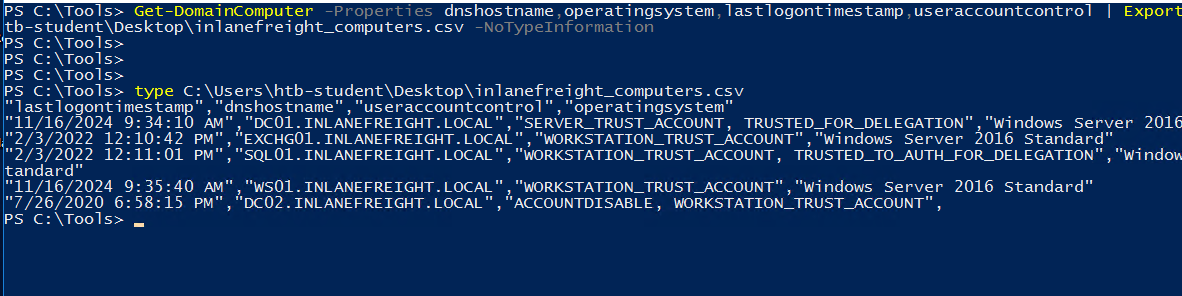 PS C:\Tools> Get-DomainComputer -Properties dnshostname,operatingsystem,lastlogontimestamp,useraccountcontrol | Export
tb-student\Desktop\inlanefreight_computers.csv -NoTypeInformation
PS C:\Tools>
PS C:\Tools>
PS C:\Tools>
PS C:\Tools> type C:\Users\htb-student\Desktop\inlanefreight_computers.csv
"lastlogontimestamp","dnshostname","useraccountcontrol","operatingsystem"
"11/16/2024 9:34:10 AM","DC01.INLANEFREIGHT.LOCAL","SERVER_TRUST_ACCOUNT, TRUSTED_FOR_DELEGATION","Windows Server 2016
"2/3/2022 12:10:42 PM","EXCHG01.INLANEFREIGHT.LOCAL","WORKSTATION_TRUST_ACCOUNT","Windows Server 2016 Standard"
"2/3/2022 12:11:01 PM","SQL01.INLANEFREIGHT.LOCAL","WORKSTATION_TRUST_ACCOUNT, TRUSTED_TO_AUTH_FOR_DELEGATION","Window
tandard"
"11/16/2024 9:35:40 AM","WS01.INLANEFREIGHT.LOCAL","WORKSTATION_TRUST_ACCOUNT","Windows Server 2016 Standard"
"7/26/2020 6:58:15 PM","DC02.INLANEFREIGHT.LOCAL","ACCOUNTDISABLE, WORKSTATION_TRUST_ACCOUNT",
PS C:\Tools>